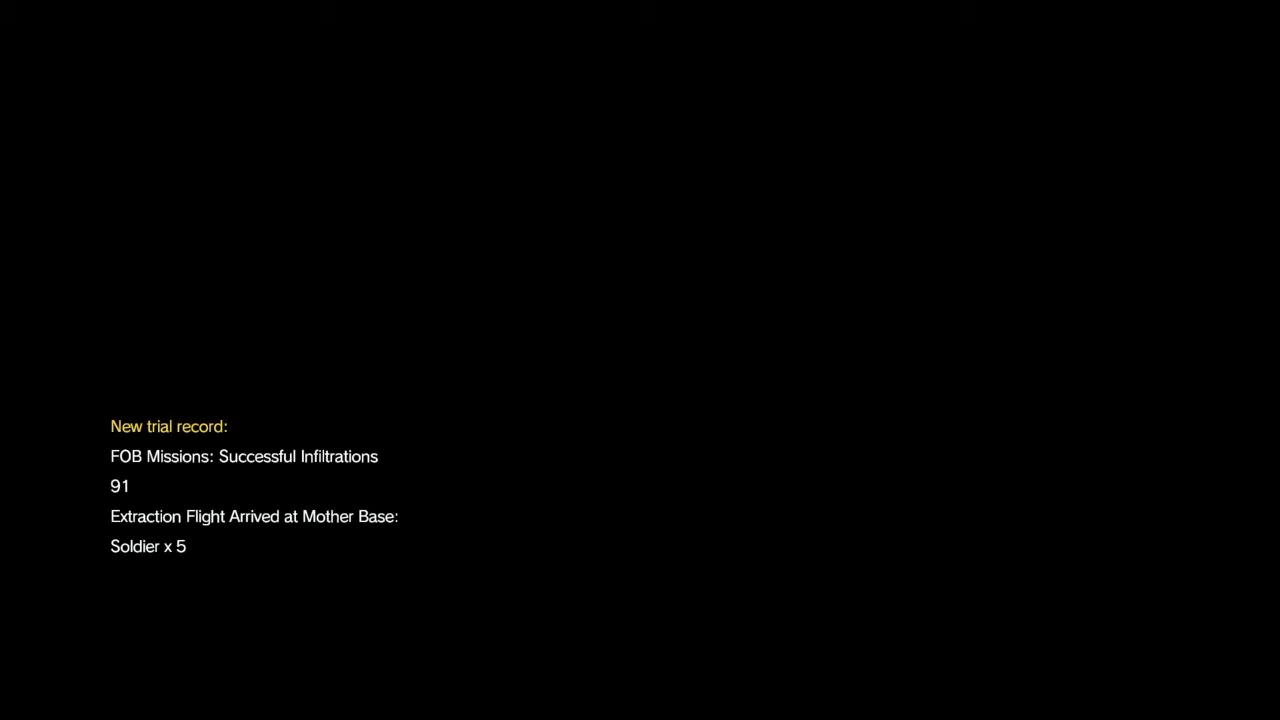 New trial record:
FOB Missions: Successful Infiltrations
91
Extraction Flight Arrived at Mother Base:
Soldier x 5